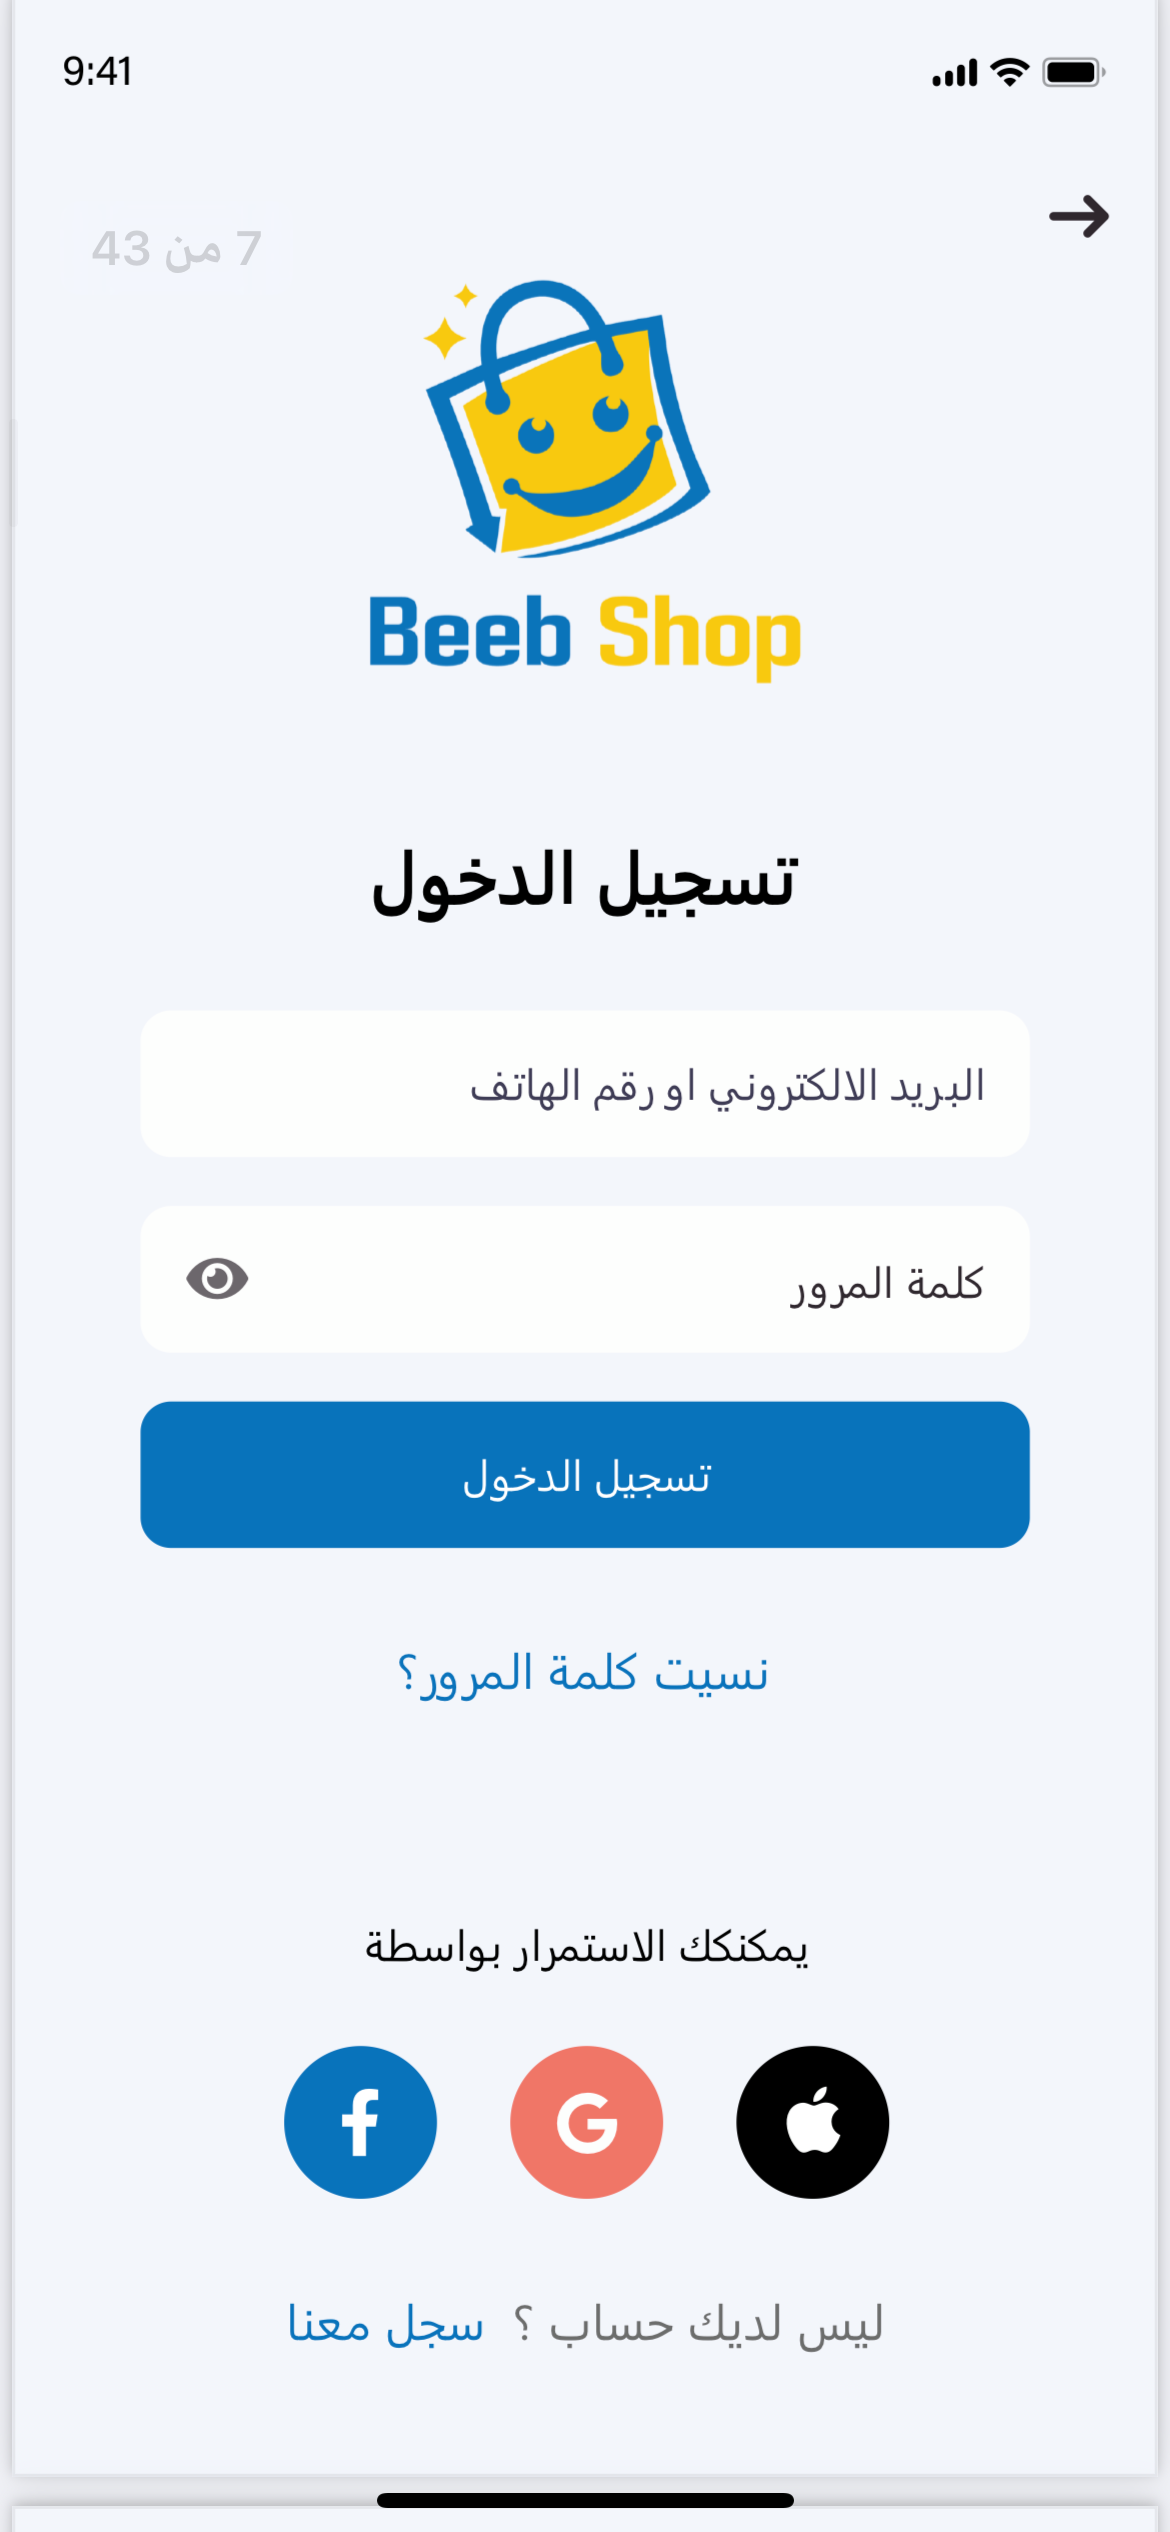 9:41
7 من 43
Beeb Shop
تسجيل الدخول
البريد الالكتروني او رقم الهاتف
كلمة المرور
تسجيل الدخول
نسيت كلمة المرور؟
يمكنكك الاستمرار بواسطة
ليس لديك حساب ؟ سجل معنا